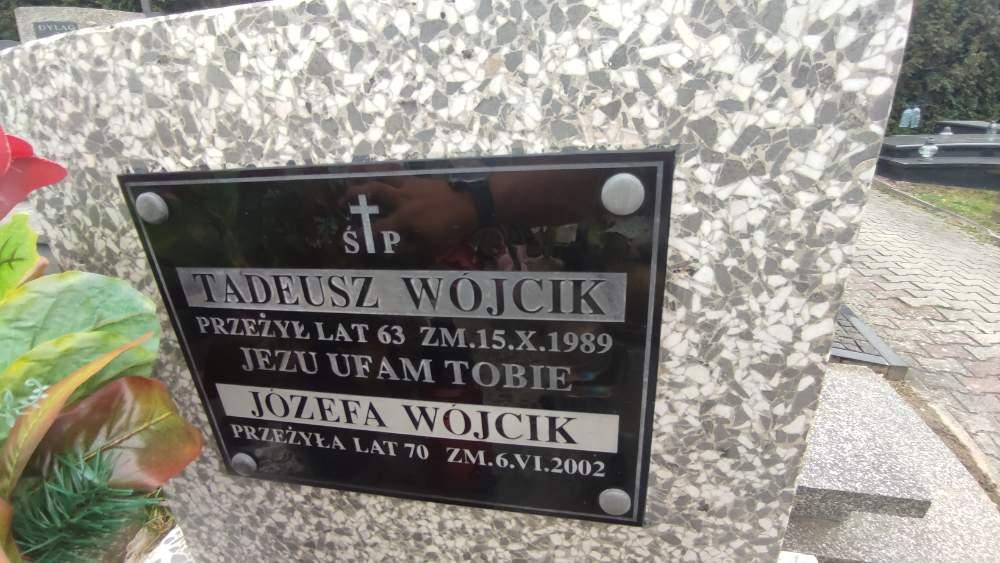 DYLĄG
Ś P
TADEUSZ WÓJCIK
PRZEŻYŁ LAT 63 ZM.15.X.1989
JEZU UFAM TOBIE
JÓZEFA WÓJCIK
PRZEŻYŁA LAT 70 ZM.6.VI.2002